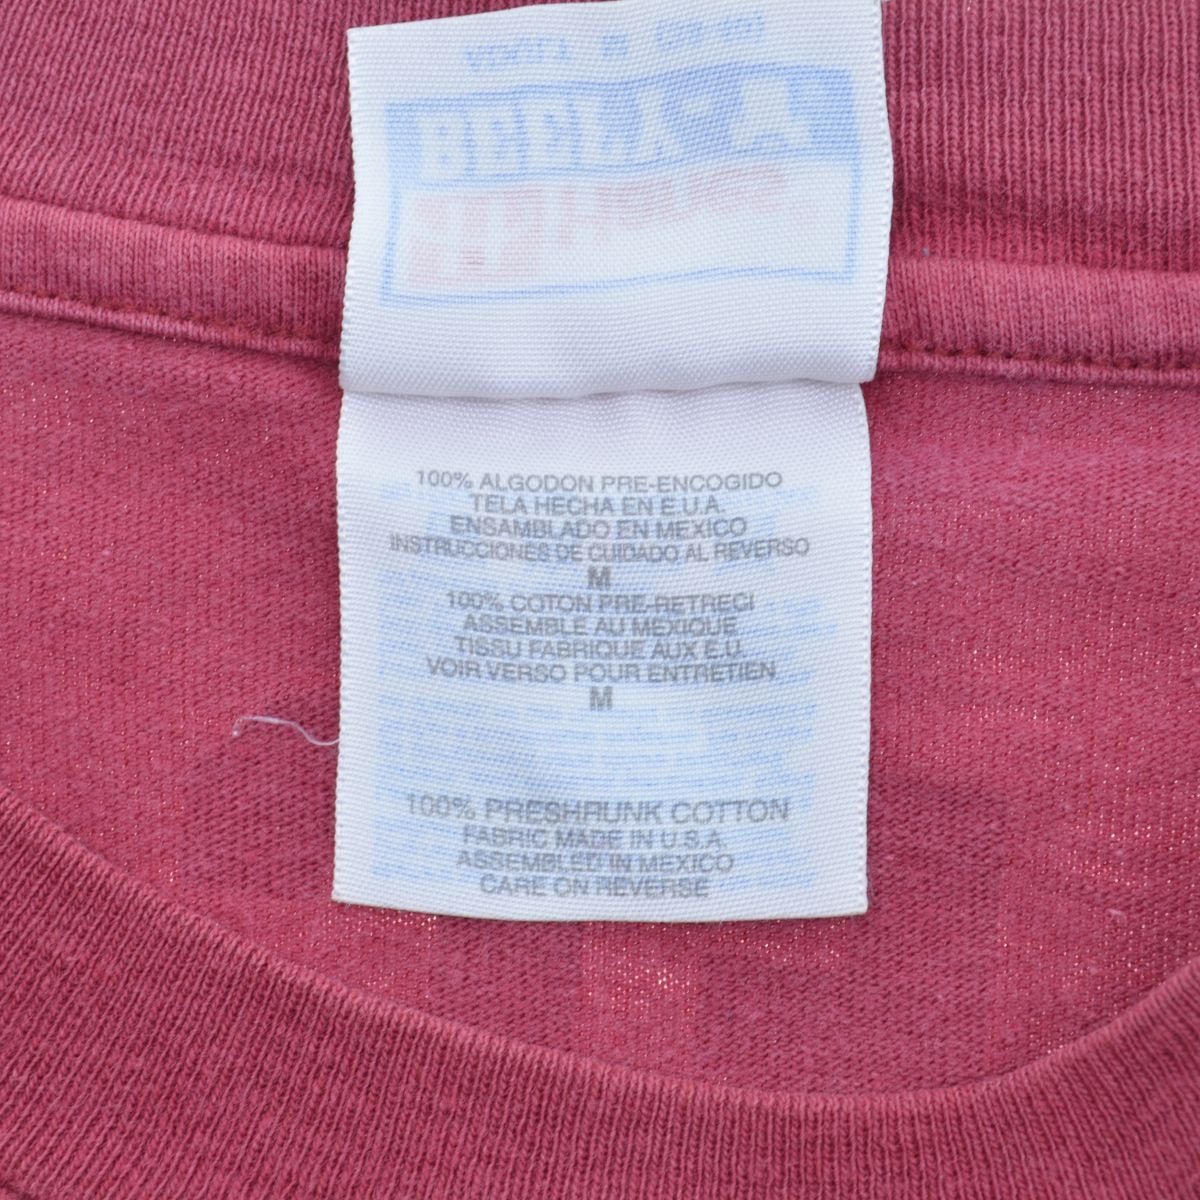 100% ALGODON PRE-ENCOGIDO
TELA HECHA EN E.U.A.
ENSAMBLADO EN MEXICO
INSTRUCCIONES DE CUIDADO AL REVERSO
M
100% COTON PRE-RETRECI
ASSEMBLE AU MEXIQUE
TISSU FABRIQUE AUX E.U.
VOIR VERSO POUR ENTRETIEN
M
100% PRESHRUNK COTTON
FABRIC MADE IN U.S.A.
ASSEMBLED IN MEXICO
CARE ON REVERSE